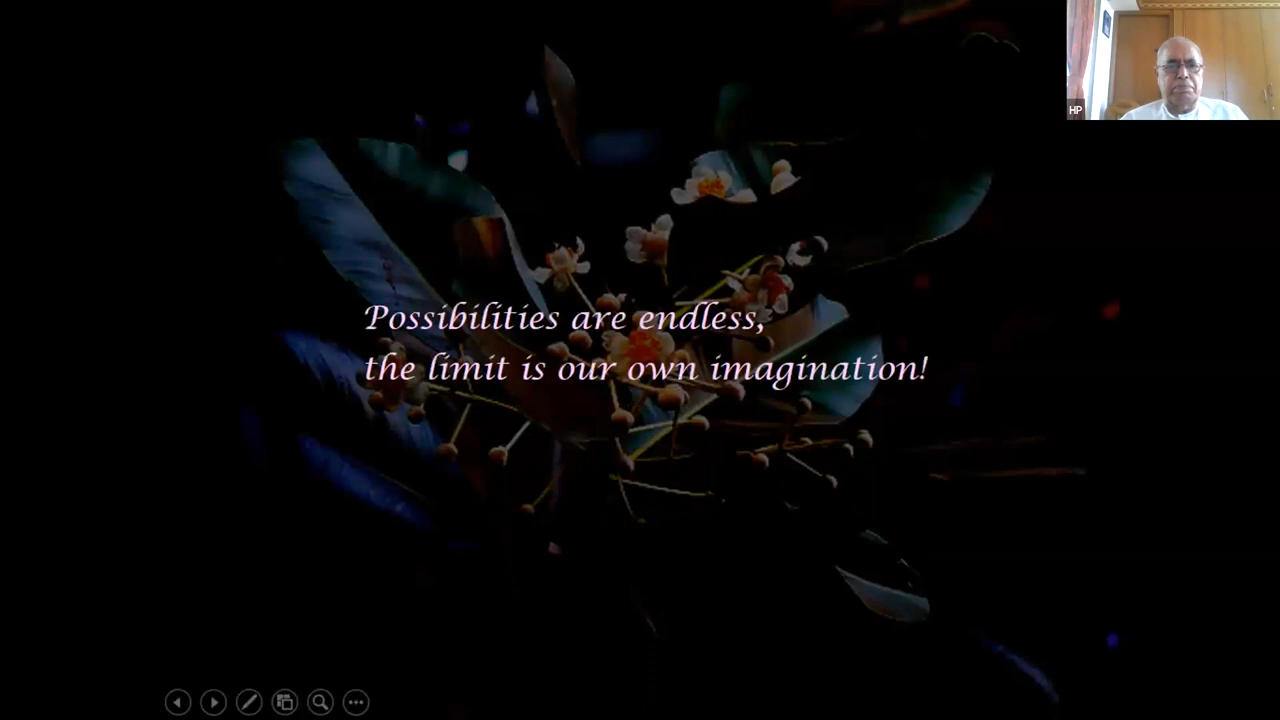 HP
Possibilities are endless,
the limit is our own imagination!